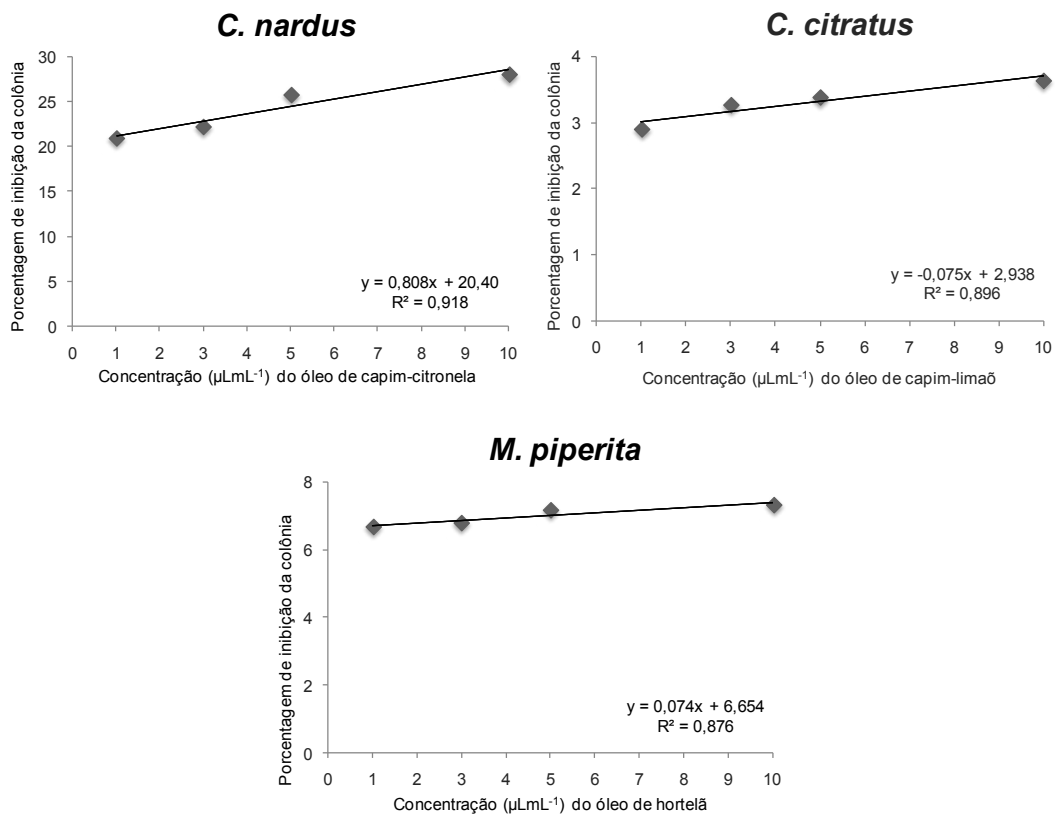 C. nardus
Porcentagem de inibição da colônia
30
25
20
15
10
5
0
y = 0,808x + 20,40
R² = 0,918
0 1 2 3 4 5 6 7 8 9 10
Concentração (µLmL⁻¹) do óleo de capim-citronela
C. citratus
Porcentagem de inibição da colônia
4
3
2
1
0
y = -0,075x + 2,938
R² = 0,896
0 1 2 3 4 5 6 7 8 9 10
Concentração (µLmL⁻¹) do óleo de capim-limaõ
M. piperita
Porcentagem de inibição da colônia
8
6
4
2
0
y = 0,074x + 6,654
R² = 0,876
0 1 2 3 4 5 6 7 8 9 10
Concentração (µLmL⁻¹) do óleo de hortelã